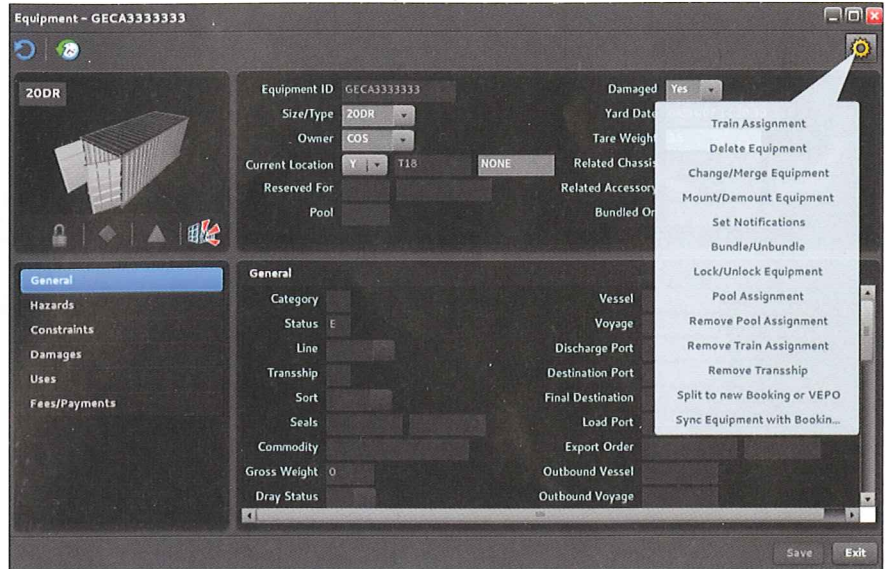 Equipment - GECA3333333
20DR
Equipment ID GECA3333333
Size/Type 20DR
Owner COS
Current Location Y T18 NONE
Reserved For
Pool
Damaged Yes
Yard Date
Tare Weight
Related Chassis
Related Accessory
Bundled On
Train Assignment
Delete Equipment
Change/Merge Equipment
Mount/Demount Equipment
Set Notifications
Bundle/Unbundle
Lock/Unlock Equipment
Pool Assignment
Remove Pool Assignment
Remove Train Assignment
Remove Transship
Split to new Booking or VEPO
Sync Equipment with Bookin...
General
Hazards
Constraints
Damages
Uses
Fees/Payments
General
Category
Status E
Line
Transship
Sort
Seals
Commodity
Gross Weight 0
Dray Status
Vessel
Voyage
Discharge Port
Destination Port
Final Destination
Load Port
Export Order
Outbound Vessel
Outbound Voyage
Save Exit